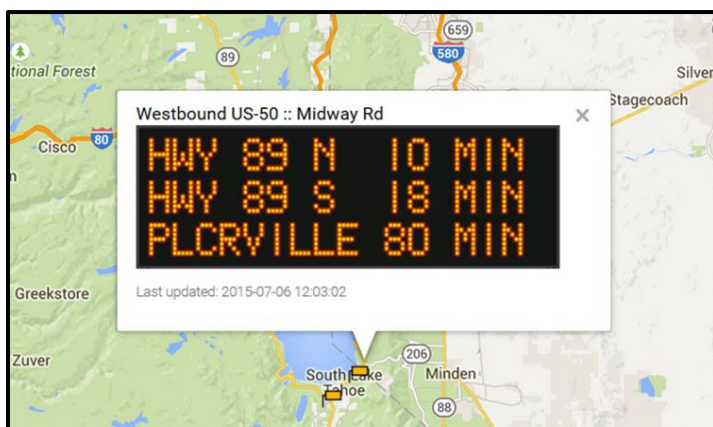 659
89
580
tional Forest
Silver
Westbound US-50 :: Midway Rd
Stagecoach
80
Cisco
HWY 89 N 10 MIN
HWY 89 S 18 MIN
PLCRVILLE 80 MIN
Last updated: 2015-07-06 12:03:02
Greekstore
Zuver
206
South Lake
Tahoe
Minden
88